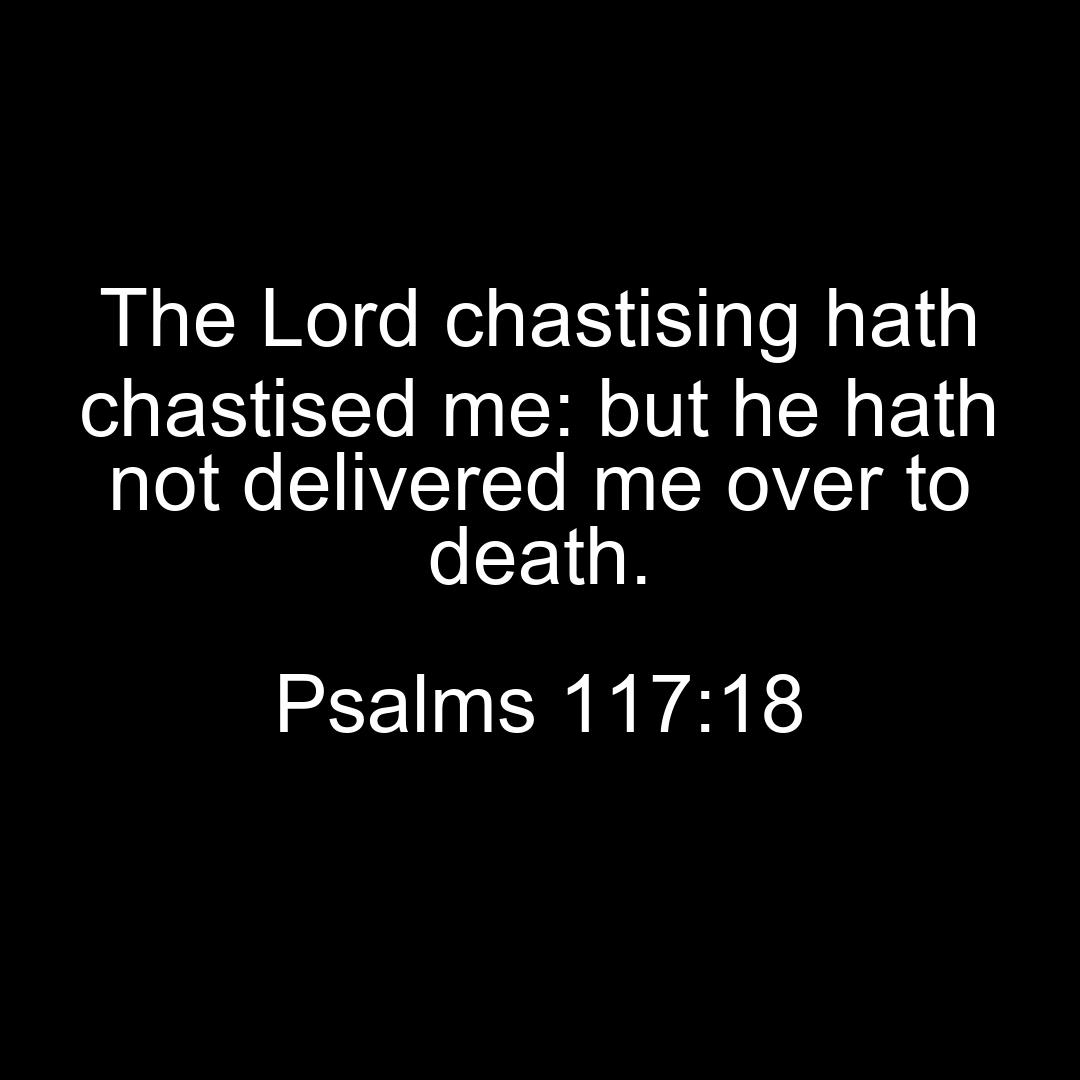 The Lord chastising hath
chastised me: but he hath
not delivered me over to
death.
Psalms 117:18